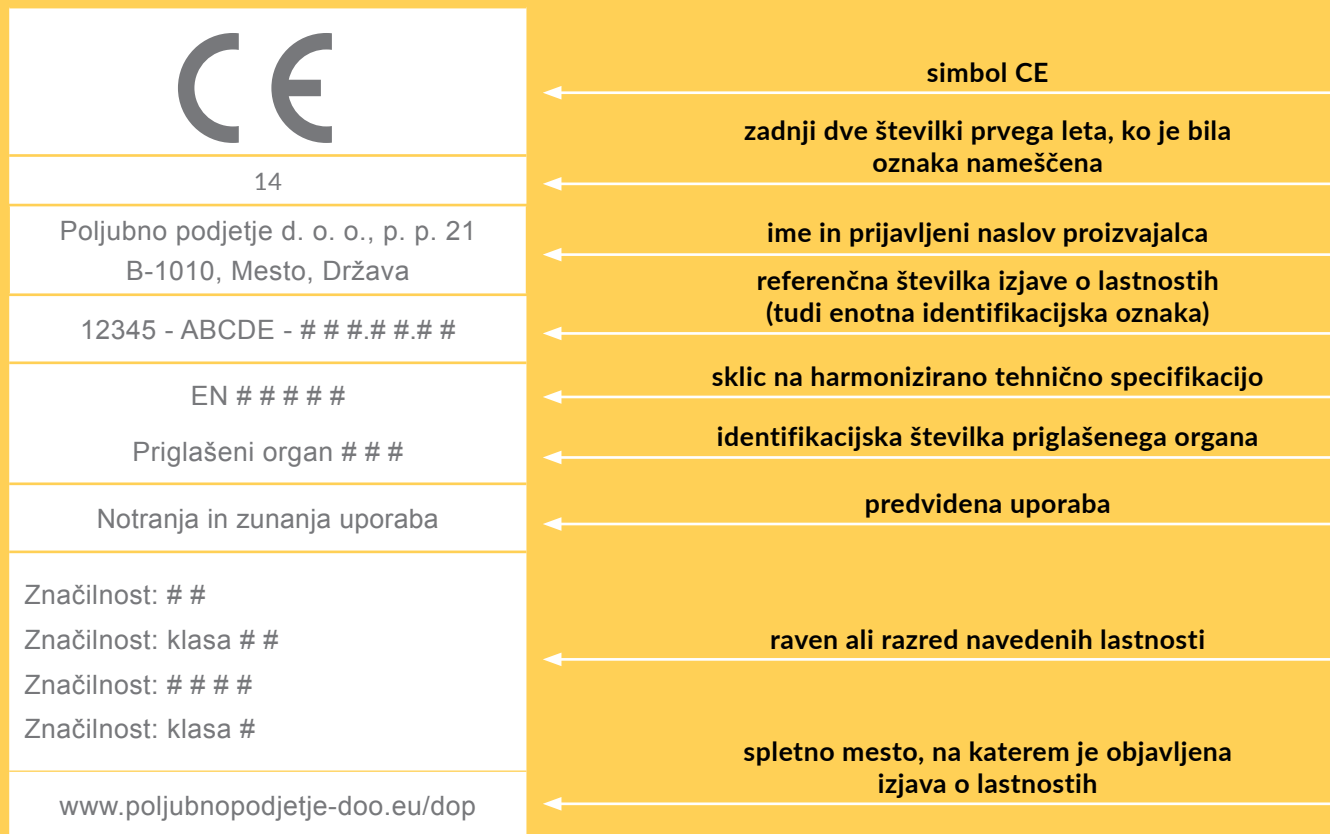 CE
simbol CE
zadnji dve številki prvega leta, ko je bila
oznaka nameščena
14
Poljubno podjetje d. o. o., p. p. 21
B-1010, Mesto, Država
ime in prijavljeni naslov proizvajalca
referenčna številka izjave o lastnostih
(tudi enotna identifikacijska oznaka)
12345 - ABCDE - # # #.# #.# #
sklic na harmonizirano tehnično specifikacijo
EN # # # # #
identifikacijska številka priglašenega organa
Priglašeni organ # # #
predvidena uporaba
Notranja in zunanja uporaba
Značilnost: # #
Značilnost: klasa # #
Značilnost: # # # #
Značilnost: klasa #
raven ali razred navedenih lastnosti
spletno mesto, na katerem je objavljena
izjava o lastnostih
www.poljubnopodjetje-doo.eu/dop